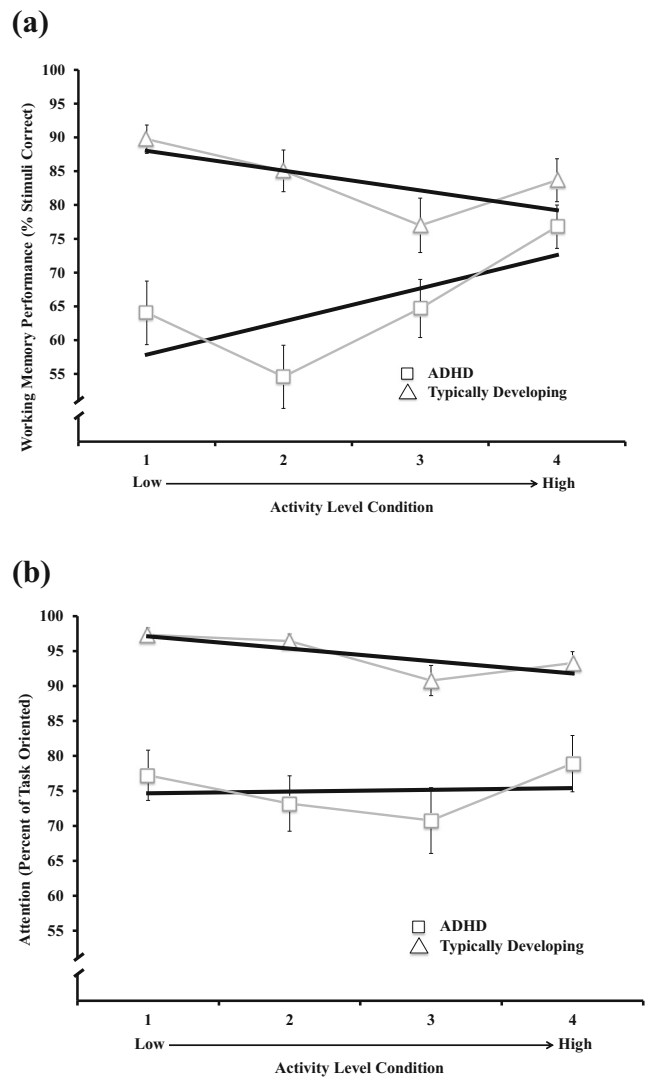 (a)
Working Memory Performance (% Stimuli Correct)
100
95
90
85
80
75
70
65
60
55
ADHD
Typically Developing
1 2 3 4
Low High
Activity Level Condition
(b)
Attention (Percent of Task Oriented)
100
95
90
85
80
75
70
65
60
55
ADHD
Typically Developing
1 2 3 4
Low High
Activity Level Condition